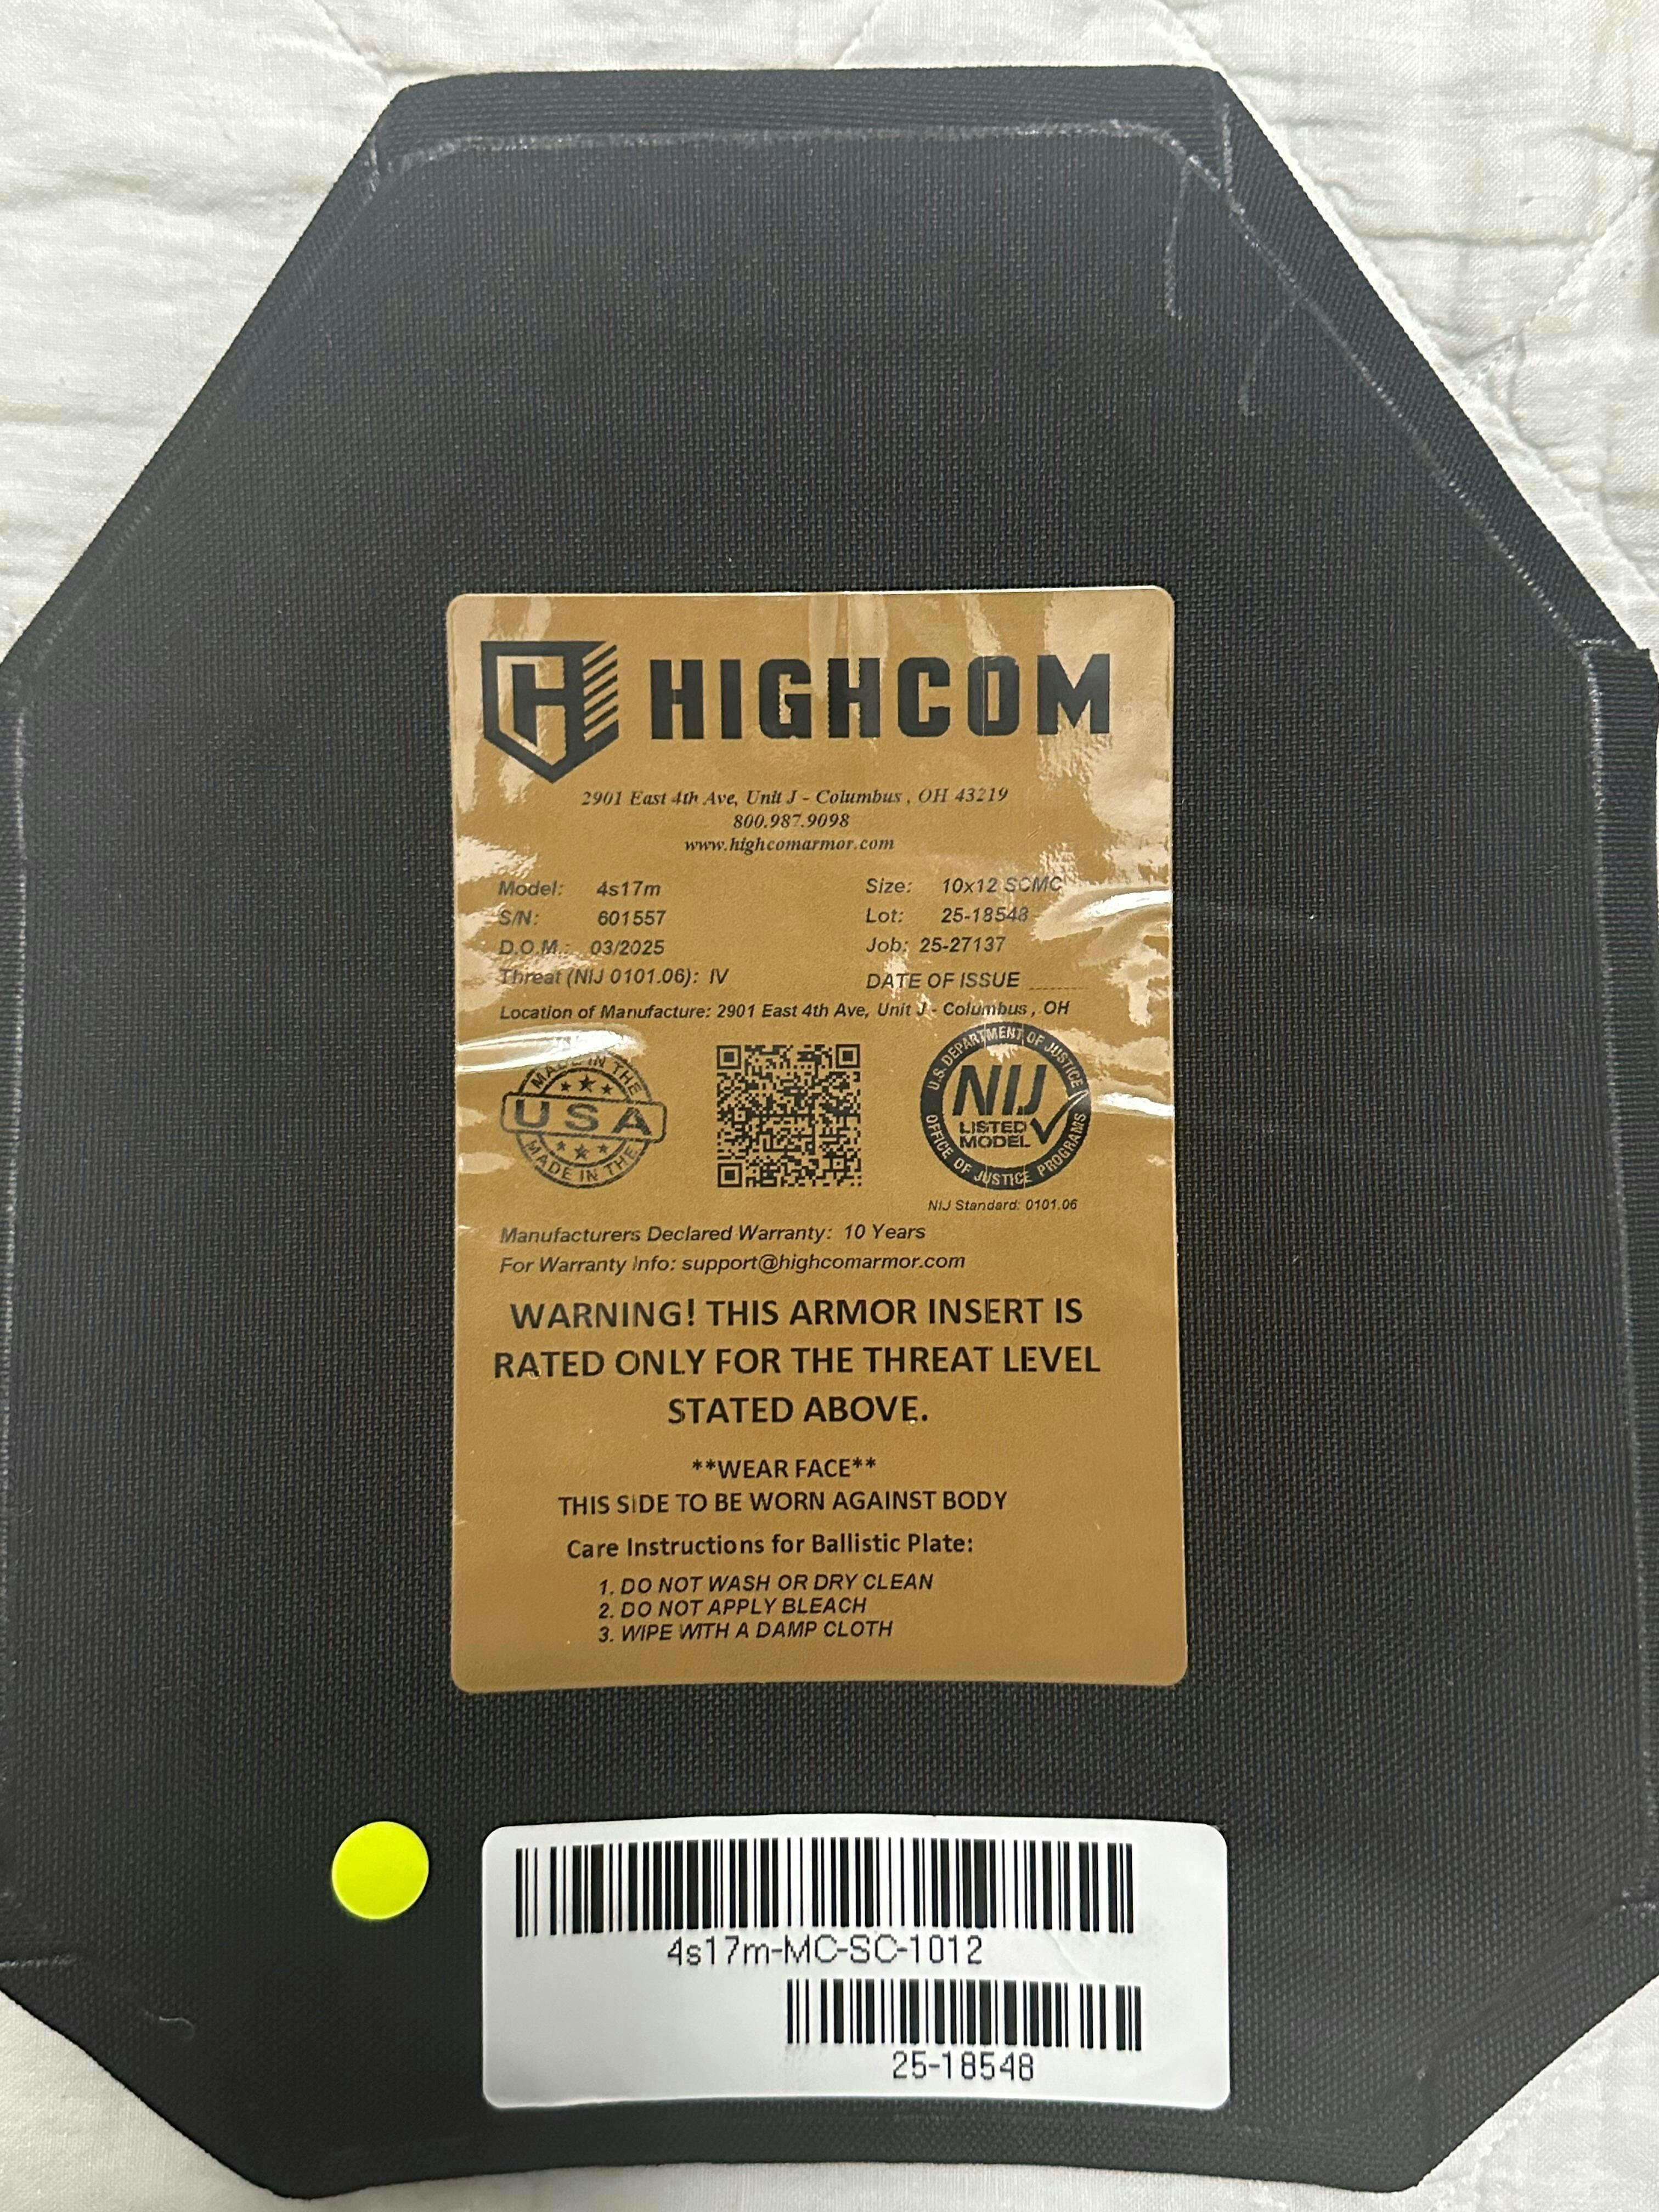 HIGHCOM
2901 East 4th Ave, Unit J - Columbus , OH 43219
800.987.9098
www.highcomarmor.com
Model: 4s17m Size: 10x12 SCMC
S/N: 601557 Lot: 25-18548
D.O.M.: 03/2025 Job: 25-27137
Threat (NIJ 0101.06): IV DATE OF ISSUE ______
Location of Manufacture: 2901 East 4th Ave, Unit J - Columbus , OH
MADE IN THE
USA
MADE IN THE
U.S. DEPARTMENT OF JUSTICE
NIJ
LISTED
MODEL
OFFICE OF JUSTICE PROGRAMS
NIJ Standard: 0101.06
Manufacturers Declared Warranty: 10 Years
For Warranty Info: support@highcomarmor.com
WARNING! THIS ARMOR INSERT IS
RATED ONLY FOR THE THREAT LEVEL
STATED ABOVE.
**WEAR FACE**
THIS SIDE TO BE WORN AGAINST BODY
Care Instructions for Ballistic Plate:
1. DO NOT WASH OR DRY CLEAN
2. DO NOT APPLY BLEACH
3. WIPE WITH A DAMP CLOTH
4s17m-MC-SC-1012
25-18548